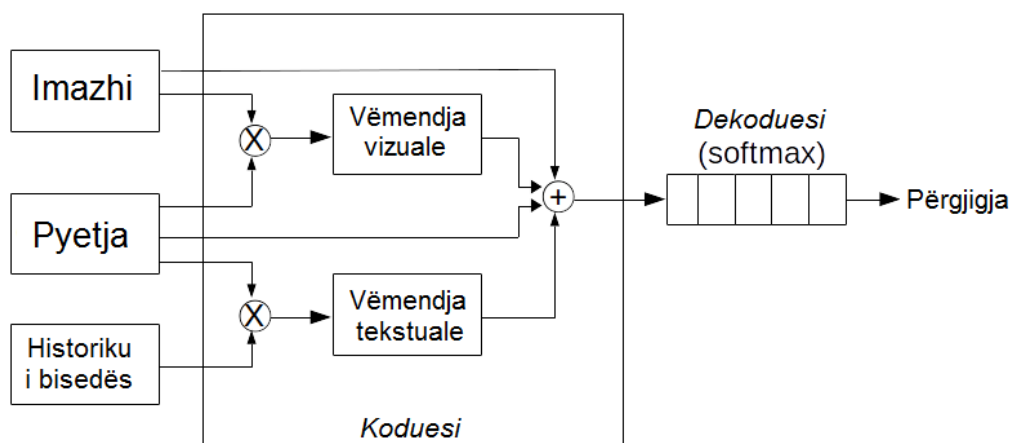 Imazhi
X
Vëmendja
vizuale
Dekoduesi
(softmax)
Pyetja
+
Përgjigja
X
Vëmendja
tekstuale
Historiku
i bisedës
Koduesi